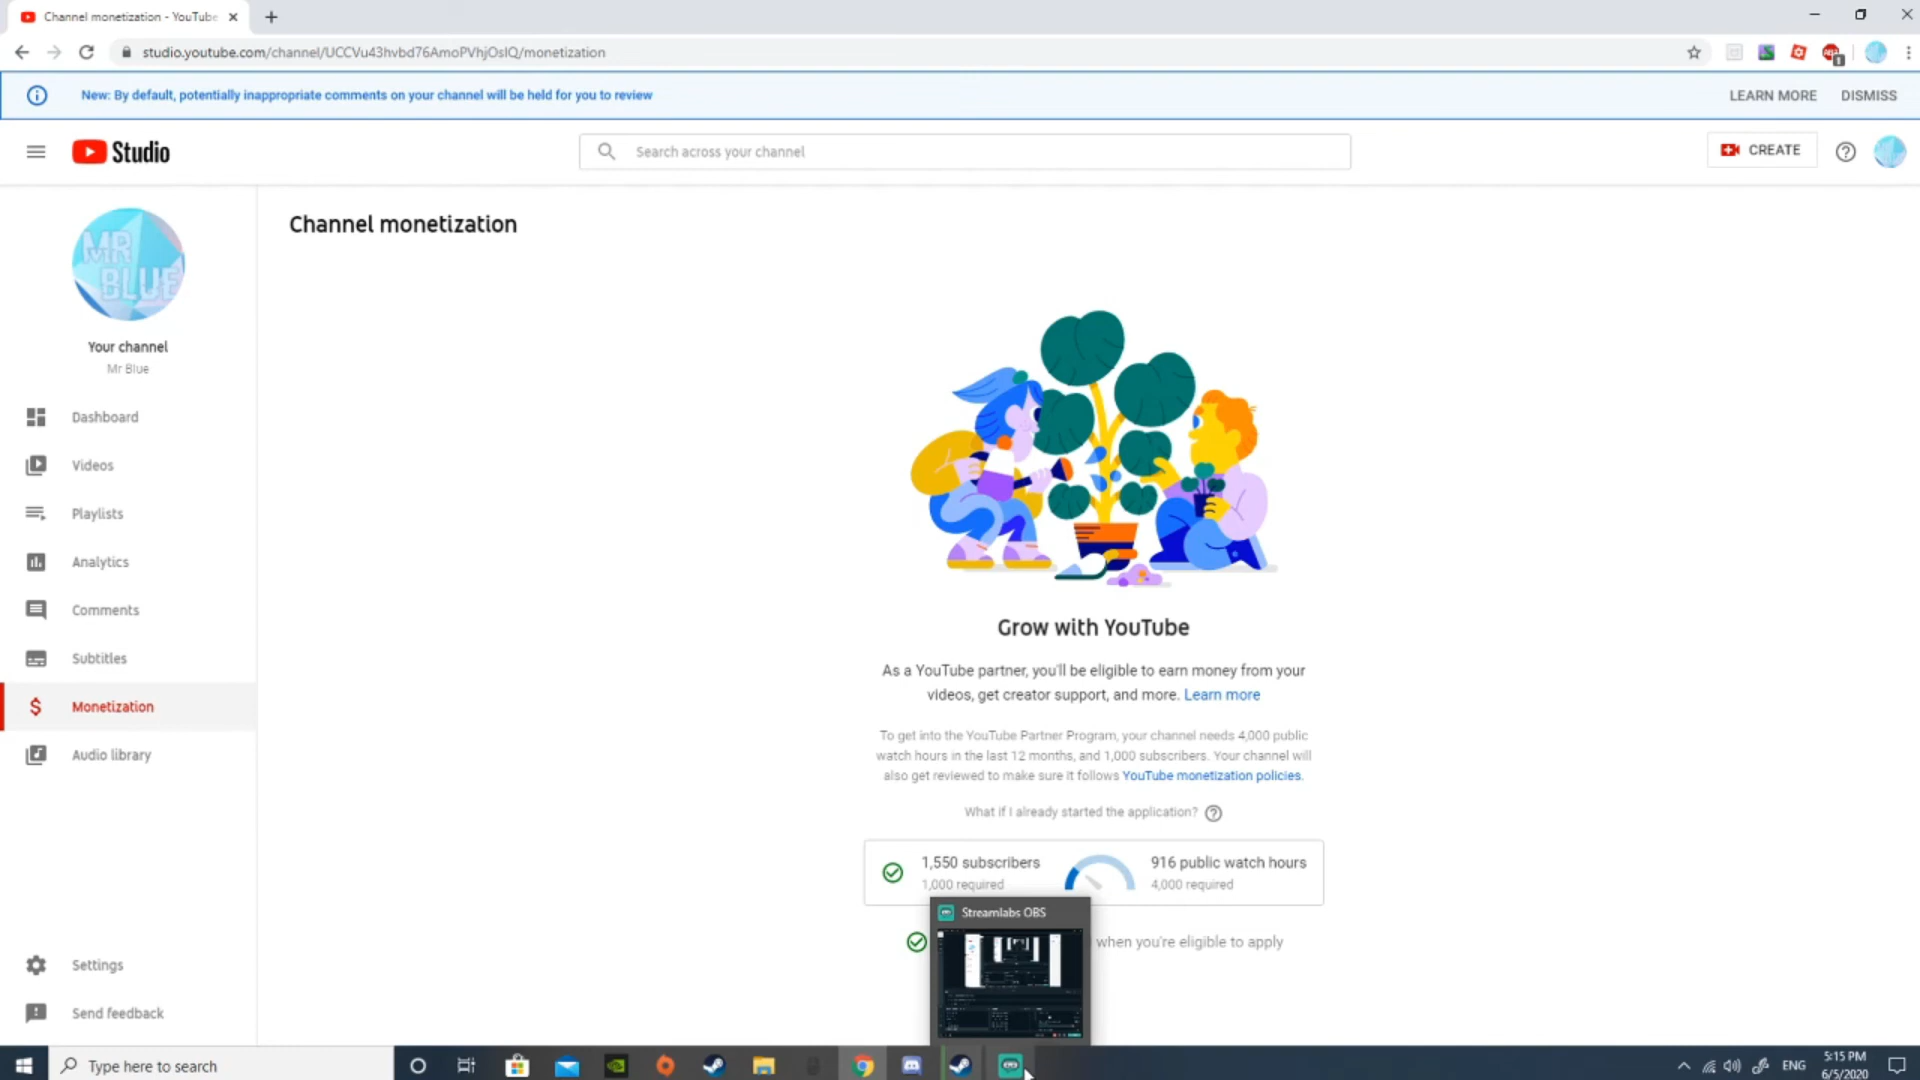 Channel monetization - YouTube
studio.youtube.com/channel/UCCVu43hvbd76AmoPVhjOsIQ/monetization
New: By default, potentially inappropriate comments on your channel will be held for you to review
LEARN MORE
DISMISS
Studio
Search across your channel
CREATE
MR
BLUE
Your channel
Mr Blue
Dashboard
Videos
Playlists
Analytics
Comments
Subtitles
Monetization
Audio library
Settings
Send feedback
Channel monetization
Grow with YouTube
As a YouTube partner, you'll be eligible to earn money from your
videos, get creator support, and more. Learn more
To get into the YouTube Partner Program, your channel needs 4,000 public
watch hours in the last 12 months, and 1,000 subscribers. Your channel will
also get reviewed to make sure it follows YouTube monetization policies.
What if I already started the application?
1,550 subscribers
1,000 required
916 public watch hours
4,000 required
Streamlabs OBS
when you're eligible to apply
Type here to search
ENG
5:15 PM
6/5/2020